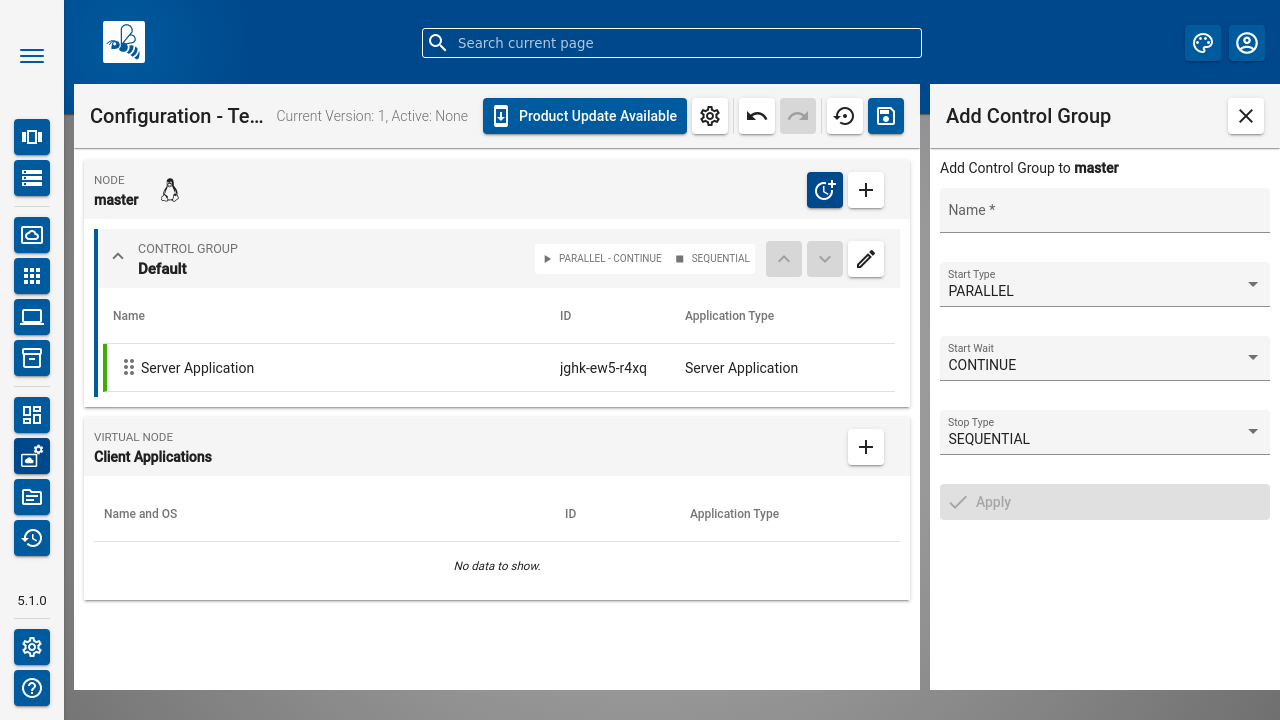 Search current page
Configuration - Te...
Current Version: 1, Active: None
Product Update Available
NODE
master
CONTROL GROUP
Default
PARALLEL - CONTINUE
SEQUENTIAL
Name ID Application Type
Server Application jghk-ew5-r4xq Server Application
VIRTUAL NODE
Client Applications
Name and OS ID Application Type
No data to show.
5.1.0
Add Control Group
Add Control Group to master
Name *
Start Type
PARALLEL
Start Wait
CONTINUE
Stop Type
SEQUENTIAL
Apply